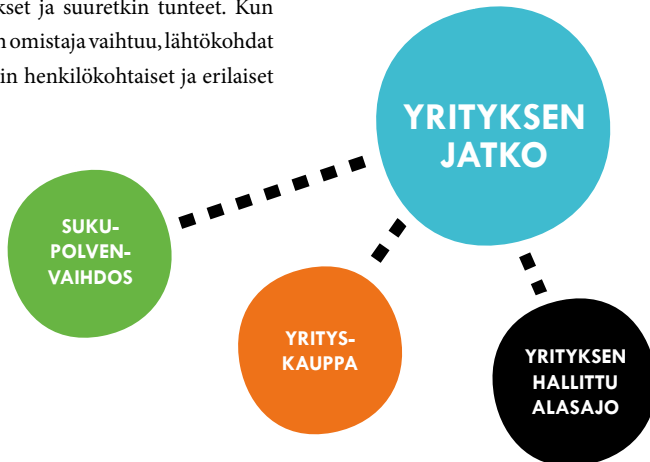 kset ja suuretkin tunteet. Kun
n omistaja vaihtuu, lähtökohdat
in henkilökohtaiset ja erilaiset
YRITYKSEN
JATKO
SUKU-
POLVEN-
VAIHDOS
YRITYS-
KAUPPA
YRITYKSEN
HALLITTU
ALASAJO